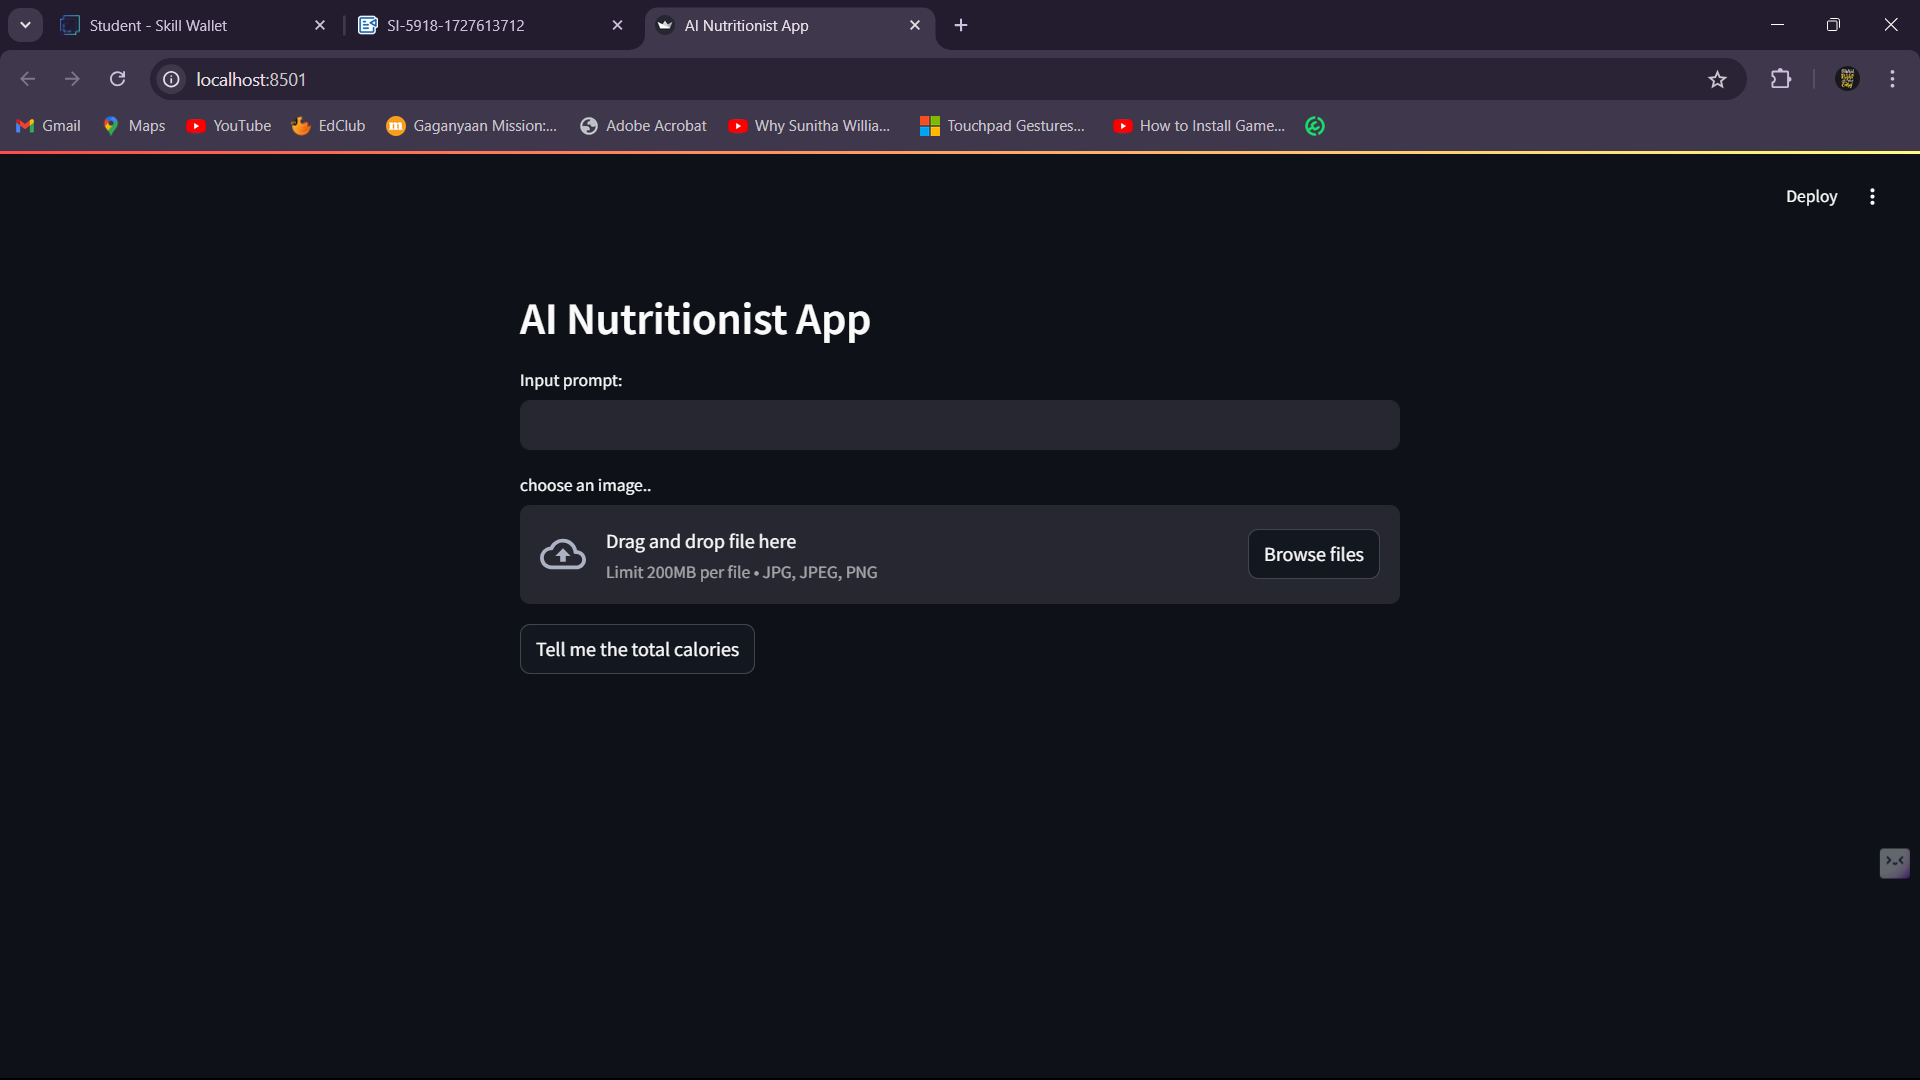 Student - Skill Wallet
SI-5918-1727613712
AI Nutritionist App
localhost:8501
Gmail
Maps
YouTube
EdClub
Gaganyaan Mission:...
Adobe Acrobat
Why Sunitha Willia...
Touchpad Gestures...
How to Install Game...
Deploy
AI Nutritionist App
Input prompt:
choose an image..
Drag and drop file here
Limit 200MB per file • JPG, JPEG, PNG
Browse files
Tell me the total calories